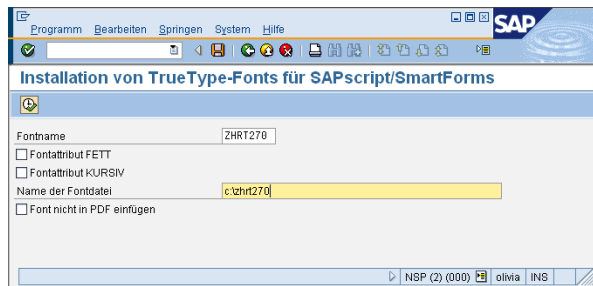 Programm Bearbeiten Springen System Hilfe
SAP
Installation von TrueType-Fonts für SAPscript/SmartForms
Fontname ZHRT270
Fontattribut FETT
Fontattribut KURSIV
Name der Fontdatei c:\zhrt270
Font nicht in PDF einfügen
NSP (2) (000) olivia INS